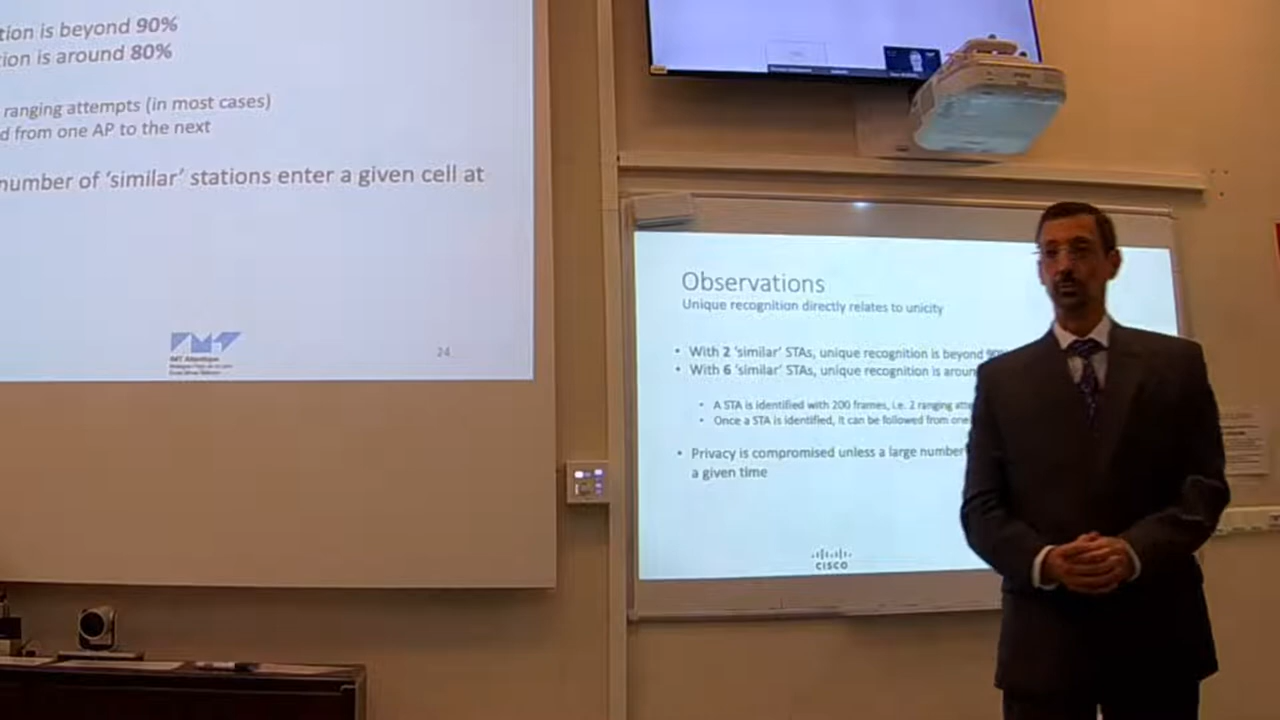 tion is beyond 90%
tion is around 80%
ranging attempts (in most cases)
d from one AP to the next
number of 'similar' stations enter a given cell at
IMT Atlantique
24
Observations
Unique recognition directly relates to unicity
• With 2 'similar' STAs, unique recognition is beyond 90%
• With 6 'similar' STAs, unique recognition is aroun
• A STA is identified with 200 frames, i.e. 2 ranging atte
• Once a STA is identified, it can be followed from one
• Privacy is compromised unless a large number
a given time
CISCO